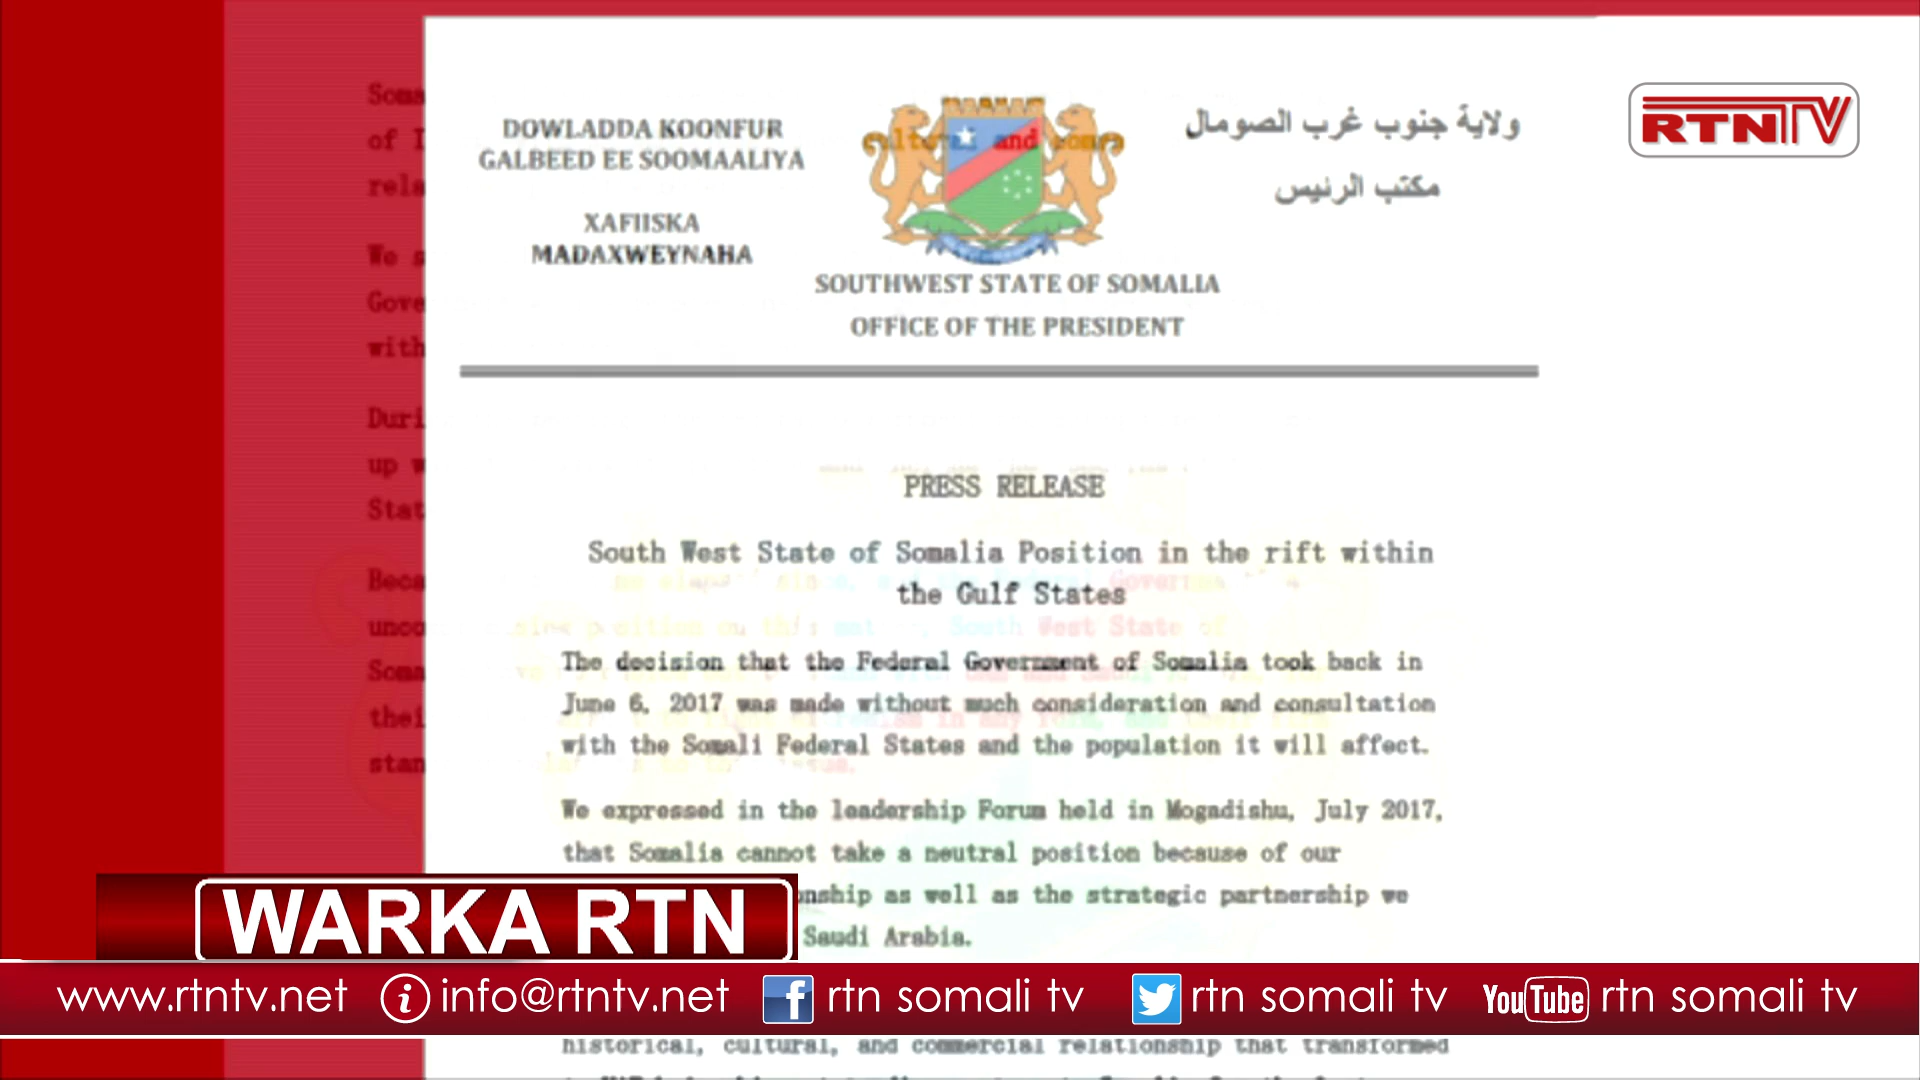 DOWLADDA KOONFUR
GALBEED EE SOOMAALIYA
XAFIISKA
MADAXWEYNAHA
ولاية جنوب غرب الصومال
مكتب الرئيس
RTNTV
SOUTHWEST STATE OF SOMALIA
OFFICE OF THE PRESIDENT
PRESS RELEASE
South West State of Somalia Position in the rift within
the Gulf States
The decision that the Federal Government of Somalia took back in
June 6, 2017 was made without much consideration and consultation
with the Somali Federal States and the population it will affect.
We expressed in the leadership Forum held in Mogadishu, July 2017,
that Somalia cannot take a neutral position because of our
onship as well as the strategic partnership we
Saudi Arabia.
WARKA RTN
www.rtntv.net info@rtntv.net rtn somali tv rtn somali tv YouTube rtn somali tv
historical, cultural, and commercial relationship that transformed